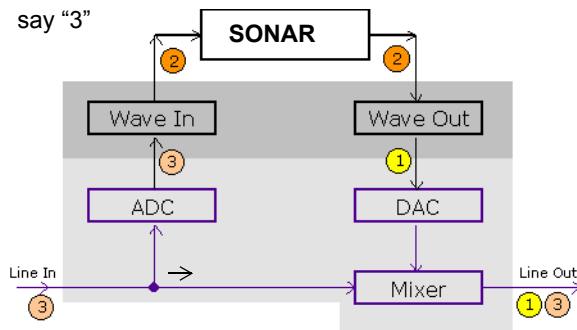 say “3”
SONAR
2
2
Wave In
Wave Out
3
1
ADC
DAC
Line In
Line Out
3
Mixer
1 3